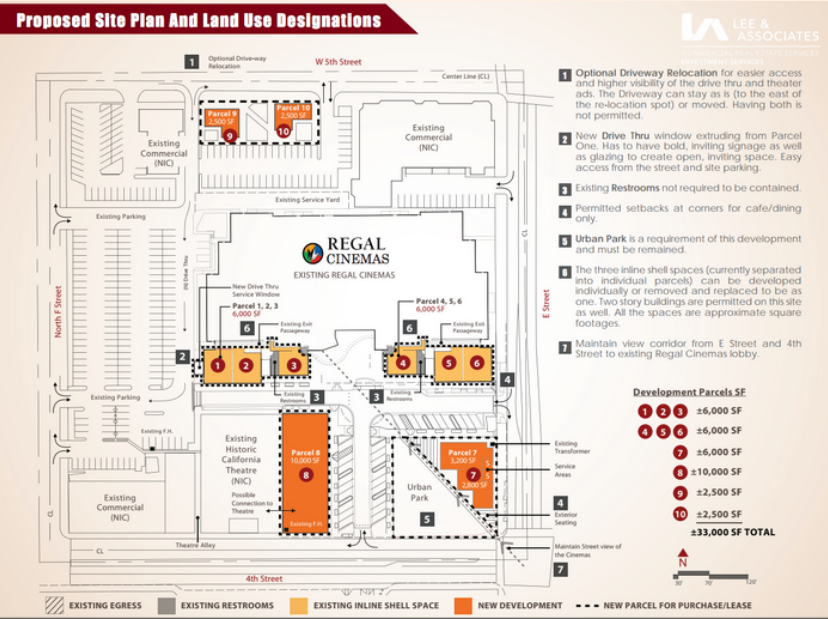 Proposed Site Plan And Land Use Designations
LEE &
ASSOCIATES
COMMERCIAL REAL ESTATE SERVICES
INVESTMENT SERVICES
1
Optional Drive-way
Relocation
W 5th Street
Center Line (CL)
Parcel 9
2,500 SF
9
Parcel 10
2,500 SF
10
Existing
Commercial
(NIC)
Existing
Commercial
(NIC)
Existing Service Yard
Existing Parking
CL
North F Street
E Street
(N) Drive Thru
REGAL
CINEMAS
EXISTING REGAL CINEMAS
New Drive Thru
Service Window
Parcel 1, 2, 3
6,000 SF
6
Existing Exit
Passageway
Parcel 4, 5, 6
6,000 SF
6
Existing Exit
Passageway
2
1
2
3
4
5
6
4
Existing
Restrooms
3
3
Existing
Restrooms
Existing Parking
Existing F.H.
Existing
Historic
California
Theatre
(NIC)
Possible
Connection to
Theatre
Parcel 8
10,000 SF
8
Existing F.H.
Existing
Commercial
(NIC)
Theatre Alley
Urban
Park
5
Parcel 7
3,200 SF
7
2,800 SF
S
S
Existing
Transformer
Service
Areas
4
Exterior
Seating
Maintain Street view of
the Cinemas
7
CL
CL
4th Street
1 Optional Driveway Relocation for easier access
and higher visibility of the drive thru and theater
ads. The Driveway can stay as is (to the east of
the re-location spot) or moved. Having both is
not permitted.
2 New Drive Thru window extruding from Parcel
One. Has to have bold, inviting signage as well
as glazing to create open, inviting space. Easy
access from the street and site parking.
3 Existing Restrooms not required to be contained.
4 Permitted setbacks at corners for cafe/dining
only.
5 Urban Park is a requirement of this development
and must be remained.
6 The three inline shell spaces (currently separated
into individual parcels) can be developed
individually or removed and replaced to be as
one. Two story buildings are permitted on this site
as well. All the spaces are approximate square
footages.
7 Maintain view corridor from E Street and 4th
Street to existing Regal Cinemas lobby.
Development Parcels SF
1 2 3 ±6,000 SF
4 5 6 ±6,000 SF
7 ±6,000 SF
8 ±10,000 SF
9 ±2,500 SF
10 ±2,500 SF
±33,000 SF TOTAL
N
30' 70' 120'
EXISTING EGRESS
EXISTING RESTROOMS
EXISTING INLINE SHELL SPACE
NEW DEVELOPMENT
NEW PARCEL FOR PURCHASE/LEASE